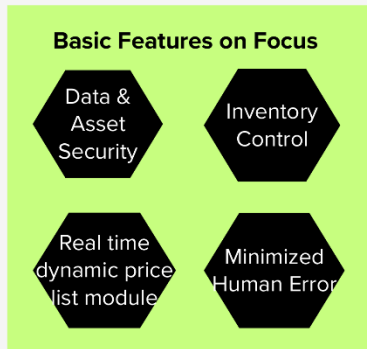 Basic Features on Focus
Data &
Asset
Security
Inventory
Control
Real time
dynamic price
list module
Minimized
Human Error